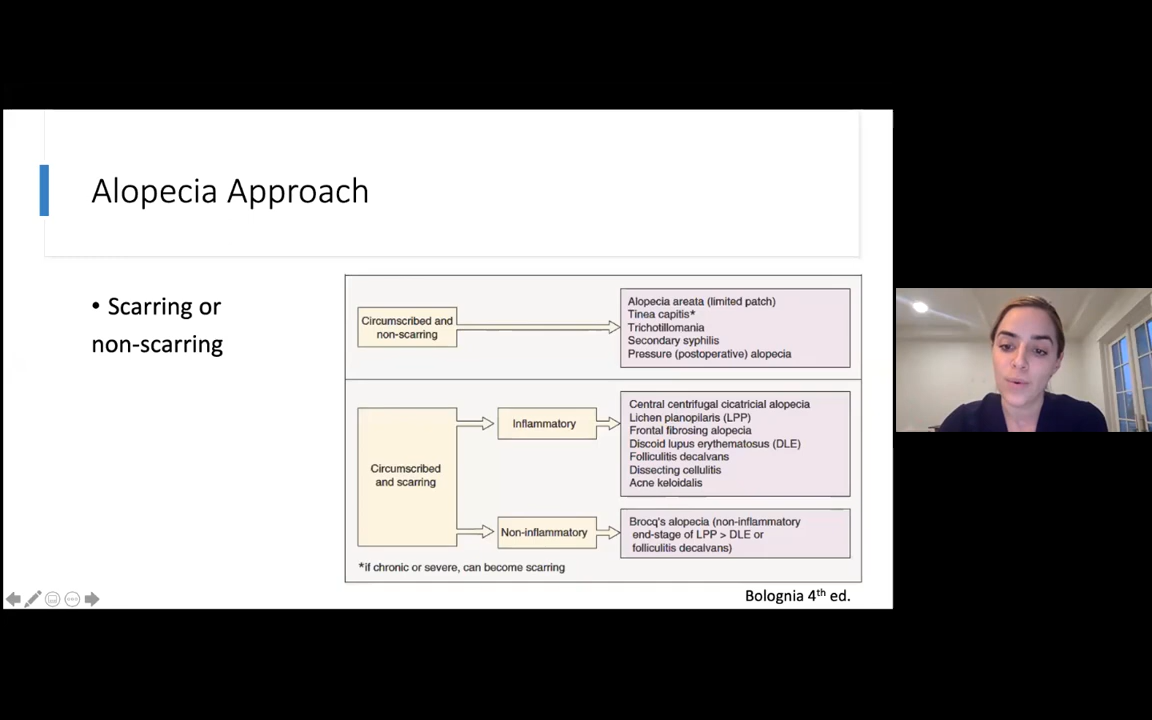 Alopecia Approach
• Scarring or
non-scarring
Circumscribed and
non-scarring
Alopecia areata (limited patch)
Tinea capitis*
Trichotillomania
Secondary syphilis
Pressure (postoperative) alopecia
Circumscribed
and scarring
Inflammatory
Central centrifugal cicatricial alopecia
Lichen planopilaris (LPP)
Frontal fibrosing alopecia
Discoid lupus erythematosus (DLE)
Folliculitis decalvans
Dissecting cellulitis
Acne keloidalis
Non-inflammatory
Brocq's alopecia (non-inflammatory
end-stage of LPP > DLE or
folliculitis decalvans)
*if chronic or severe, can become scarring
Bolognia 4th ed.